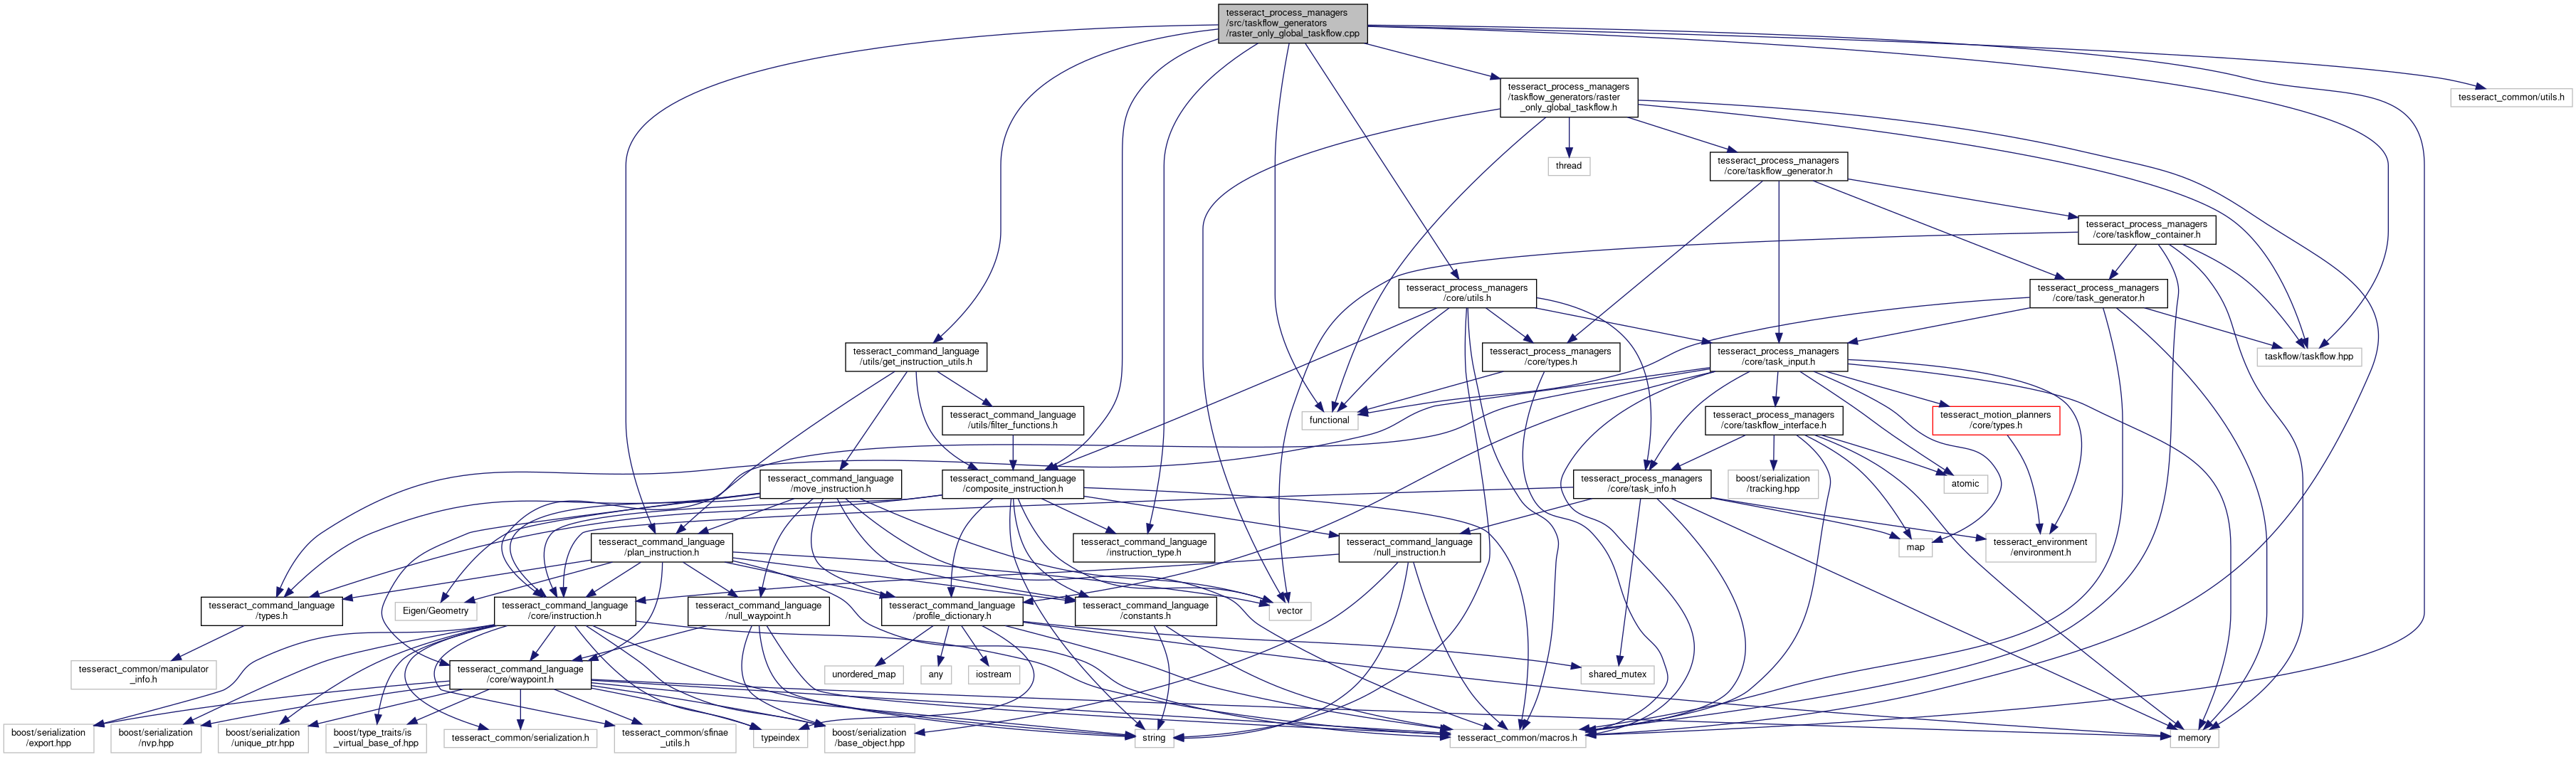 tesseract_process_managers
/src/taskflow_generators
/raster_only_global_taskflow.cpp
tesseract_process_managers
/taskflow_generators/raster
_only_global_taskflow.h
tesseract_common/utils.h
thread
tesseract_process_managers
/core/taskflow_generator.h
tesseract_process_managers
/core/taskflow_container.h
tesseract_process_managers
/core/utils.h
tesseract_process_managers
/core/task_generator.h
tesseract_command_language
/utils/get_instruction_utils.h
tesseract_process_managers
/core/types.h
tesseract_process_managers
/core/task_input.h
taskflow/taskflow.hpp
tesseract_command_language
/utils/filter_functions.h
functional
tesseract_process_managers
/core/taskflow_interface.h
tesseract_motion_planners
/core/types.h
tesseract_command_language
/move_instruction.h
tesseract_command_language
/composite_instruction.h
tesseract_process_managers
/core/task_info.h
boost/serialization
/tracking.hpp
atomic
tesseract_command_language
/plan_instruction.h
tesseract_command_language
/instruction_type.h
tesseract_command_language
/null_instruction.h
map
tesseract_environment
/environment.h
tesseract_command_language
/types.h
Eigen/Geometry
tesseract_command_language
/core/instruction.h
tesseract_command_language
/null_waypoint.h
tesseract_command_language
/profile_dictionary.h
tesseract_command_language
/constants.h
vector
tesseract_common/manipulator
_info.h
tesseract_command_language
/core/waypoint.h
unordered_map
any
iostream
shared_mutex
boost/serialization
/export.hpp
boost/serialization
/nvp.hpp
boost/serialization
/unique_ptr.hpp
boost/type_traits/is
_virtual_base_of.hpp
tesseract_common/serialization.h
tesseract_common/sfinae
_utils.h
typeindex
boost/serialization
/base_object.hpp
string
tesseract_common/macros.h
memory